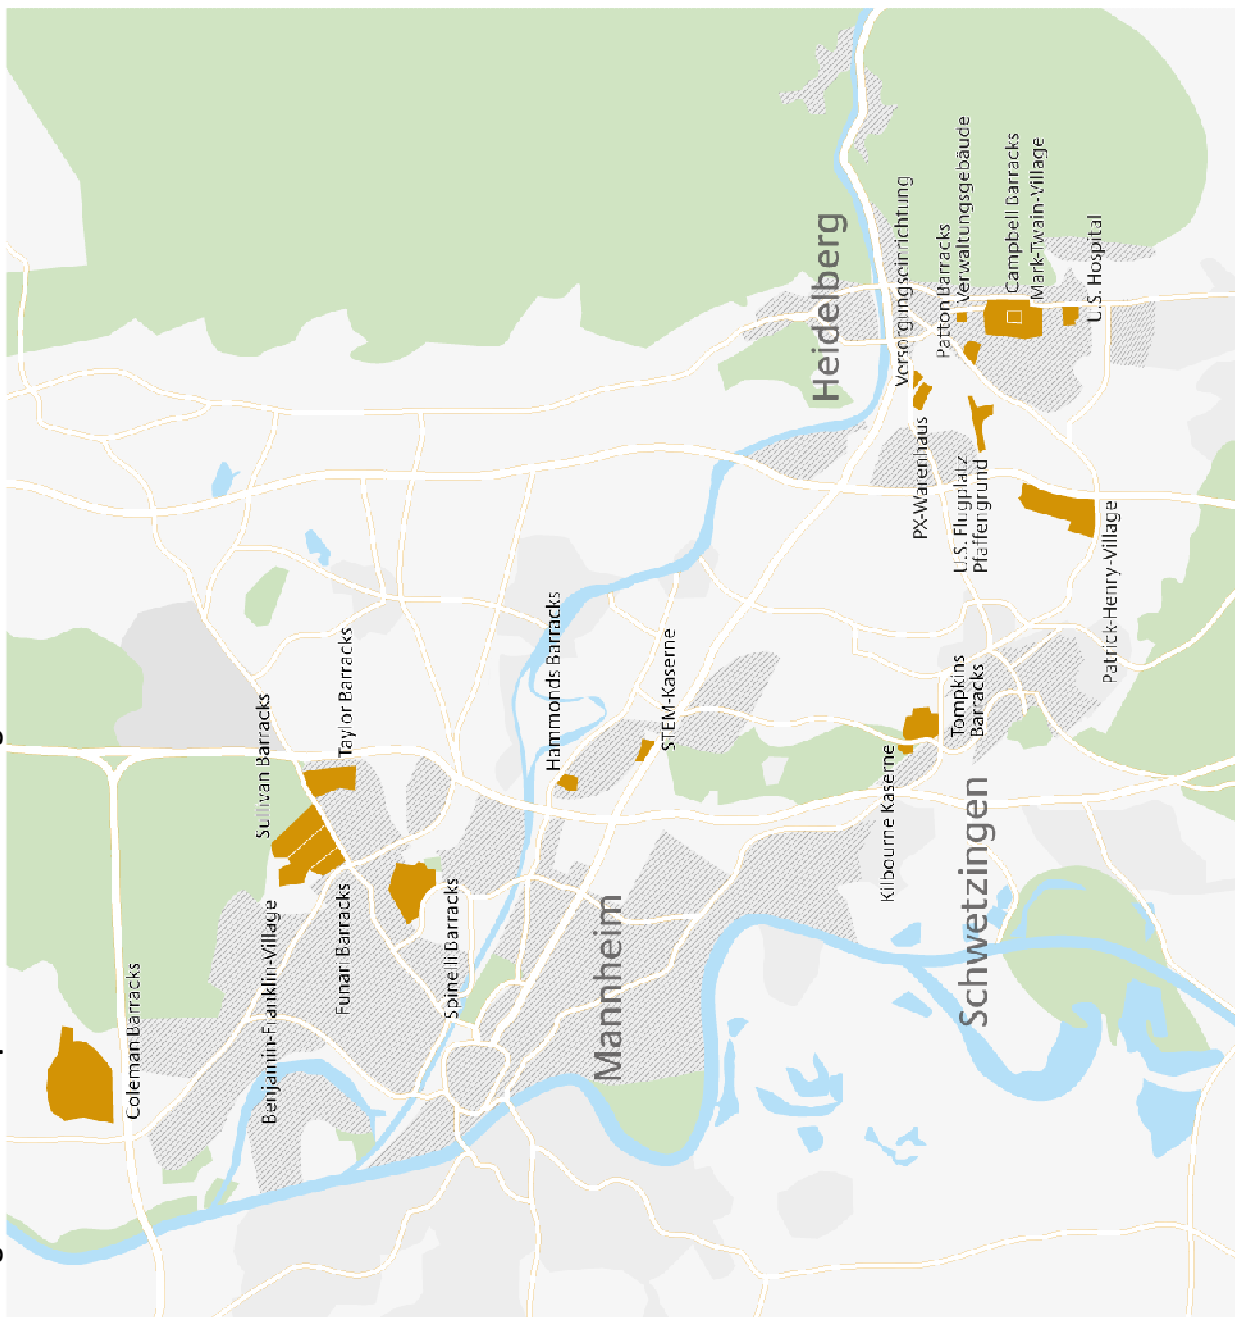 Coleman Barracks
Benjamin-Franklin-Village
Sullivan Barracks
Funari Barracks
Taylor Barracks
Spinelli Barracks
Hammonds Barracks
Mannheim
STEM-Kaserne
Heidelberg
Kilbourne Kaserne
Versorgungseinrichtung
PX-Warenhaus
Patton Barracks
Verwaltungsgebäude
Tompkins
Barracks
U.S. Flugplatz
Pfaffengrund
Schwetzingen
Campbell Barracks
Mark-Twain-Village
U.S. Hospital
Patrick-Henry-Village